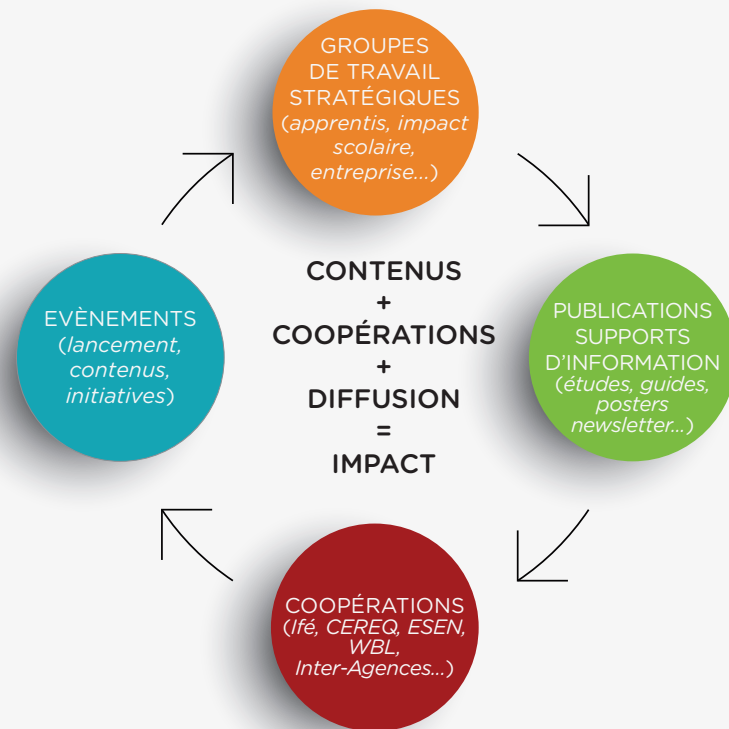 GROUPES
DE TRAVAIL
STRATÉGIQUES
(apprentis, impact
scolaire,
entreprise...)
EVÈNEMENTS
(lancement,
contenus,
initiatives)
CONTENUS
+
COOPÉRATIONS
+
DIFFUSION
=
IMPACT
PUBLICATIONS
SUPPORTS
D'INFORMATION
(études, guides,
posters
newsletter...)
COOPÉRATIONS
(Ifé, CEREQ, ESEN,
WBL,
Inter-Agences...)